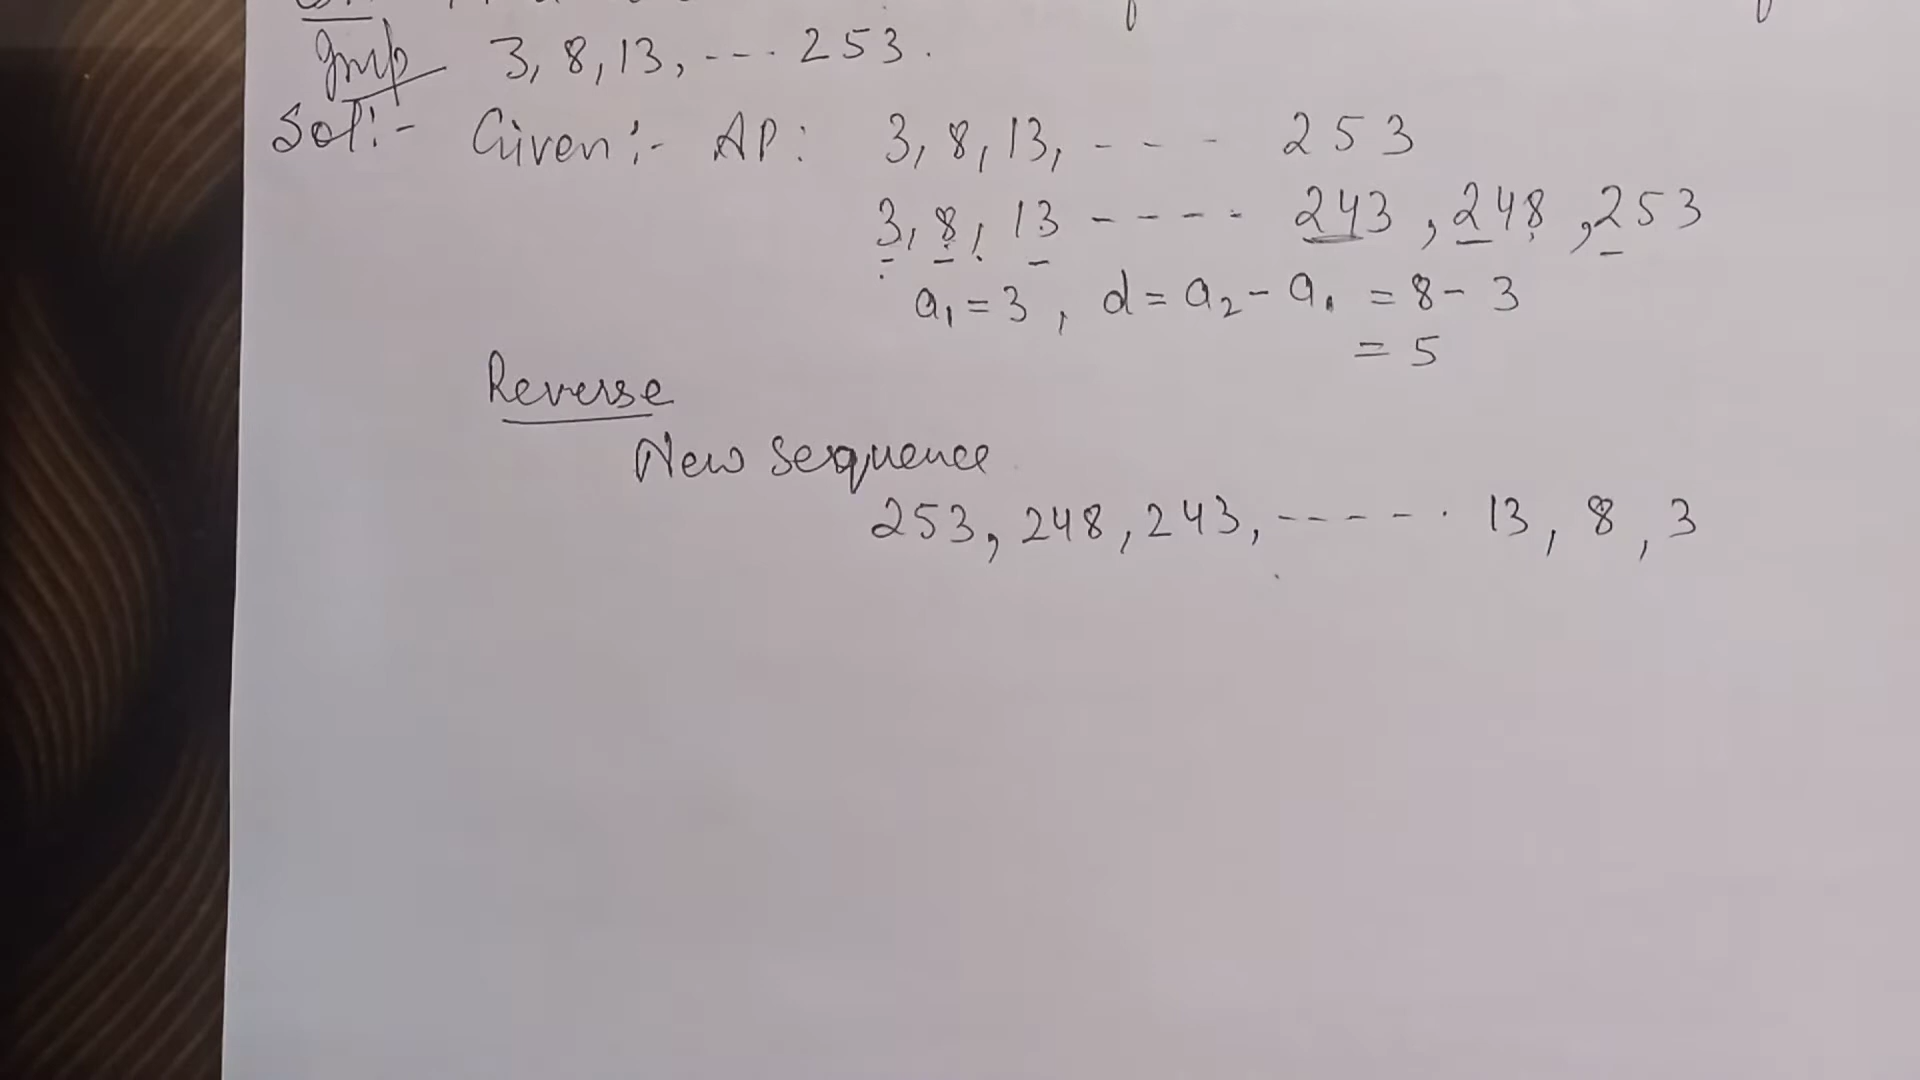 Imp 3, 8, 13, ---- 253.
Sol:- Given:- AP: 3, 8, 13, - - - 253
3, 8, 13 ---- 243, 248, 253
a₁ = 3, d = a₂ - a₁ = 8 - 3
= 5
Reverse
New Sequence
253, 248, 243, ----- 13, 8, 3